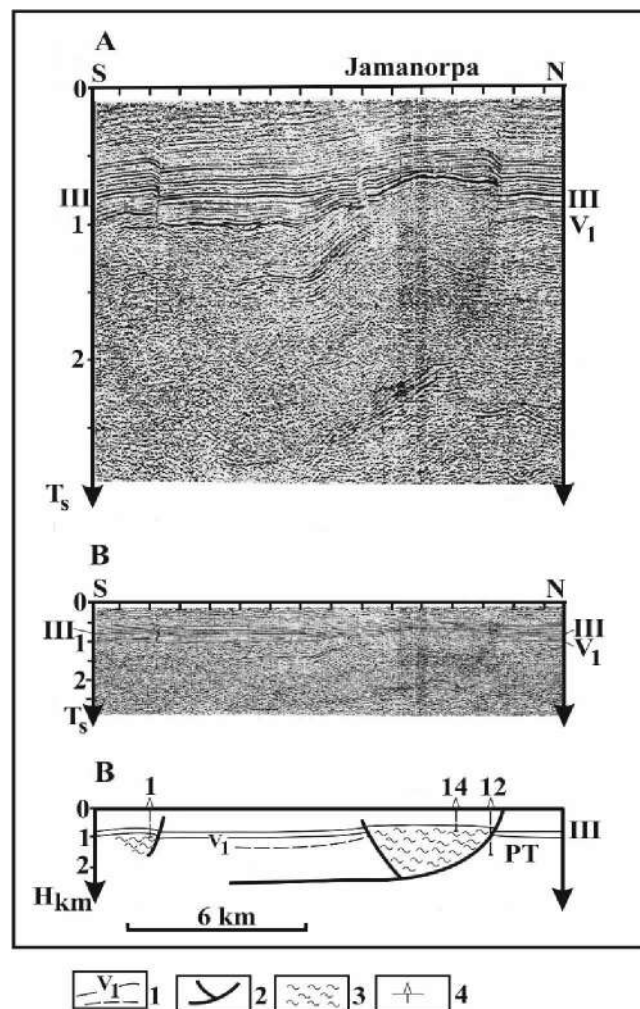 A
S Jamanorpa N
0
III III
1 V1
2
Ts
B
S N
0
III III
1 V1
2
Ts
B
1 14 12
0
1 V1 III
2 PT
Hkm
6 km
V1 1 2 3 4